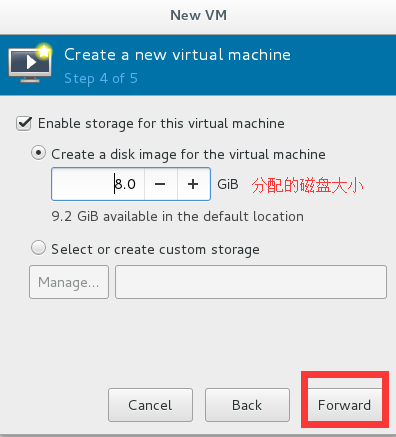 New VM
Create a new virtual machine
Step 4 of 5
Enable storage for this virtual machine
Create a disk image for the virtual machine
8.0 − + GiB 分配的磁盘大小
9.2 GiB available in the default location
Select or create custom storage
Manage...
Cancel Back Forward